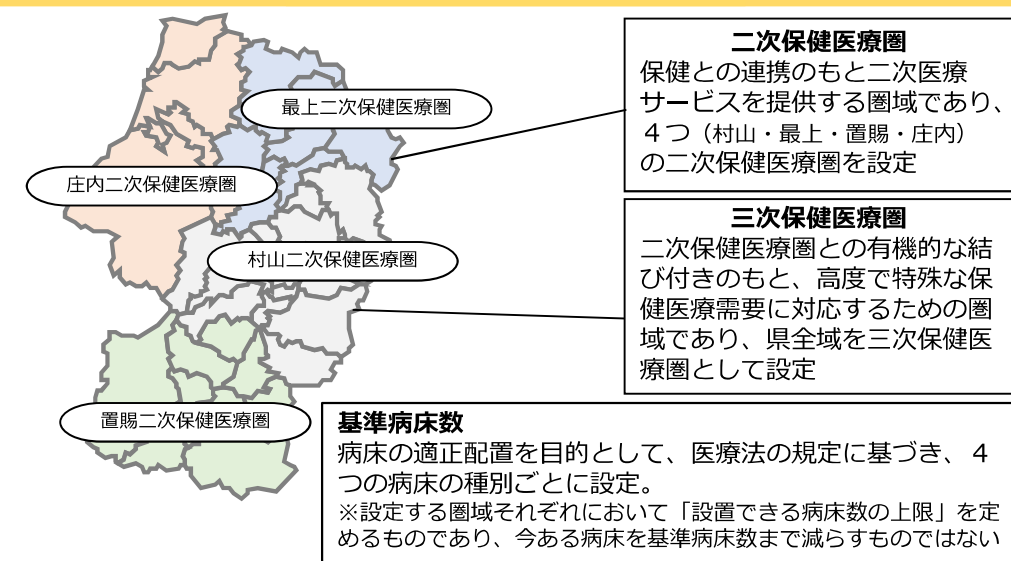 最上二次保健医療圏
庄内二次保健医療圏
村山二次保健医療圏
置賜二次保健医療圏
二次保健医療圏
保健との連携のもと二次医療
サービスを提供する圏域であり、
４つ（村山・最上・置賜・庄内）
の二次保健医療圏を設定
三次保健医療圏
二次保健医療圏との有機的な結
び付きのもと、高度で特殊な保
健医療需要に対応するための圏
域であり、県全域を三次保健医
療圏として設定
基準病床数
病床の適正配置を目的として、医療法の規定に基づき、４
つの病床の種別ごとに設定。
※設定する圏域それぞれにおいて「設置できる病床数の上限」を定
めるものであり、今ある病床を基準病床数まで減らすものではない